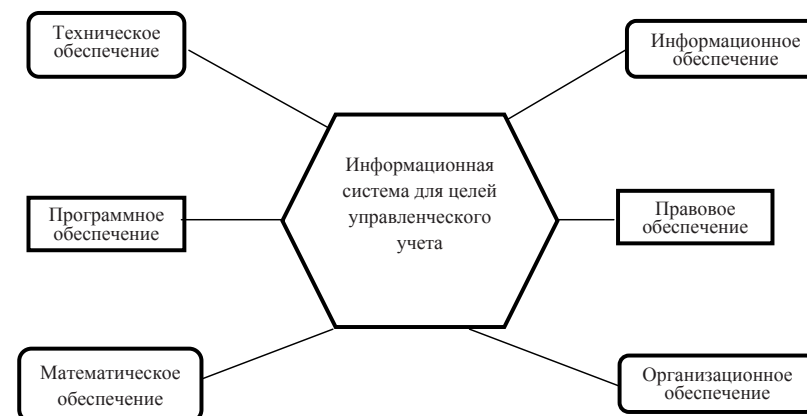 Техническое
обеспечение
Информационное
обеспечение
Информационная
система для целей
управленческого
учета
Программное
обеспечение
Правовое
обеспечение
Математическое
обеспечение
Организационное
обеспечение